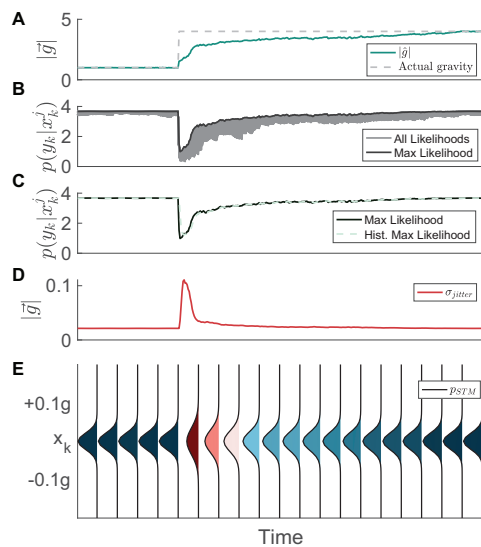 A
5
|g⃗|
0
|ĝ|
Actual gravity
B
4
p(y_k|x_k^j)
2
0
All Likelihoods
Max Likelihood
C
4
p(y_k|x_k^j)
2
0
Max Likelihood
Hist. Max Likelihood
D
0.1
|g⃗|
0
σ_jitter
E
p_STM
+0.1g
x_k
-0.1g
Time